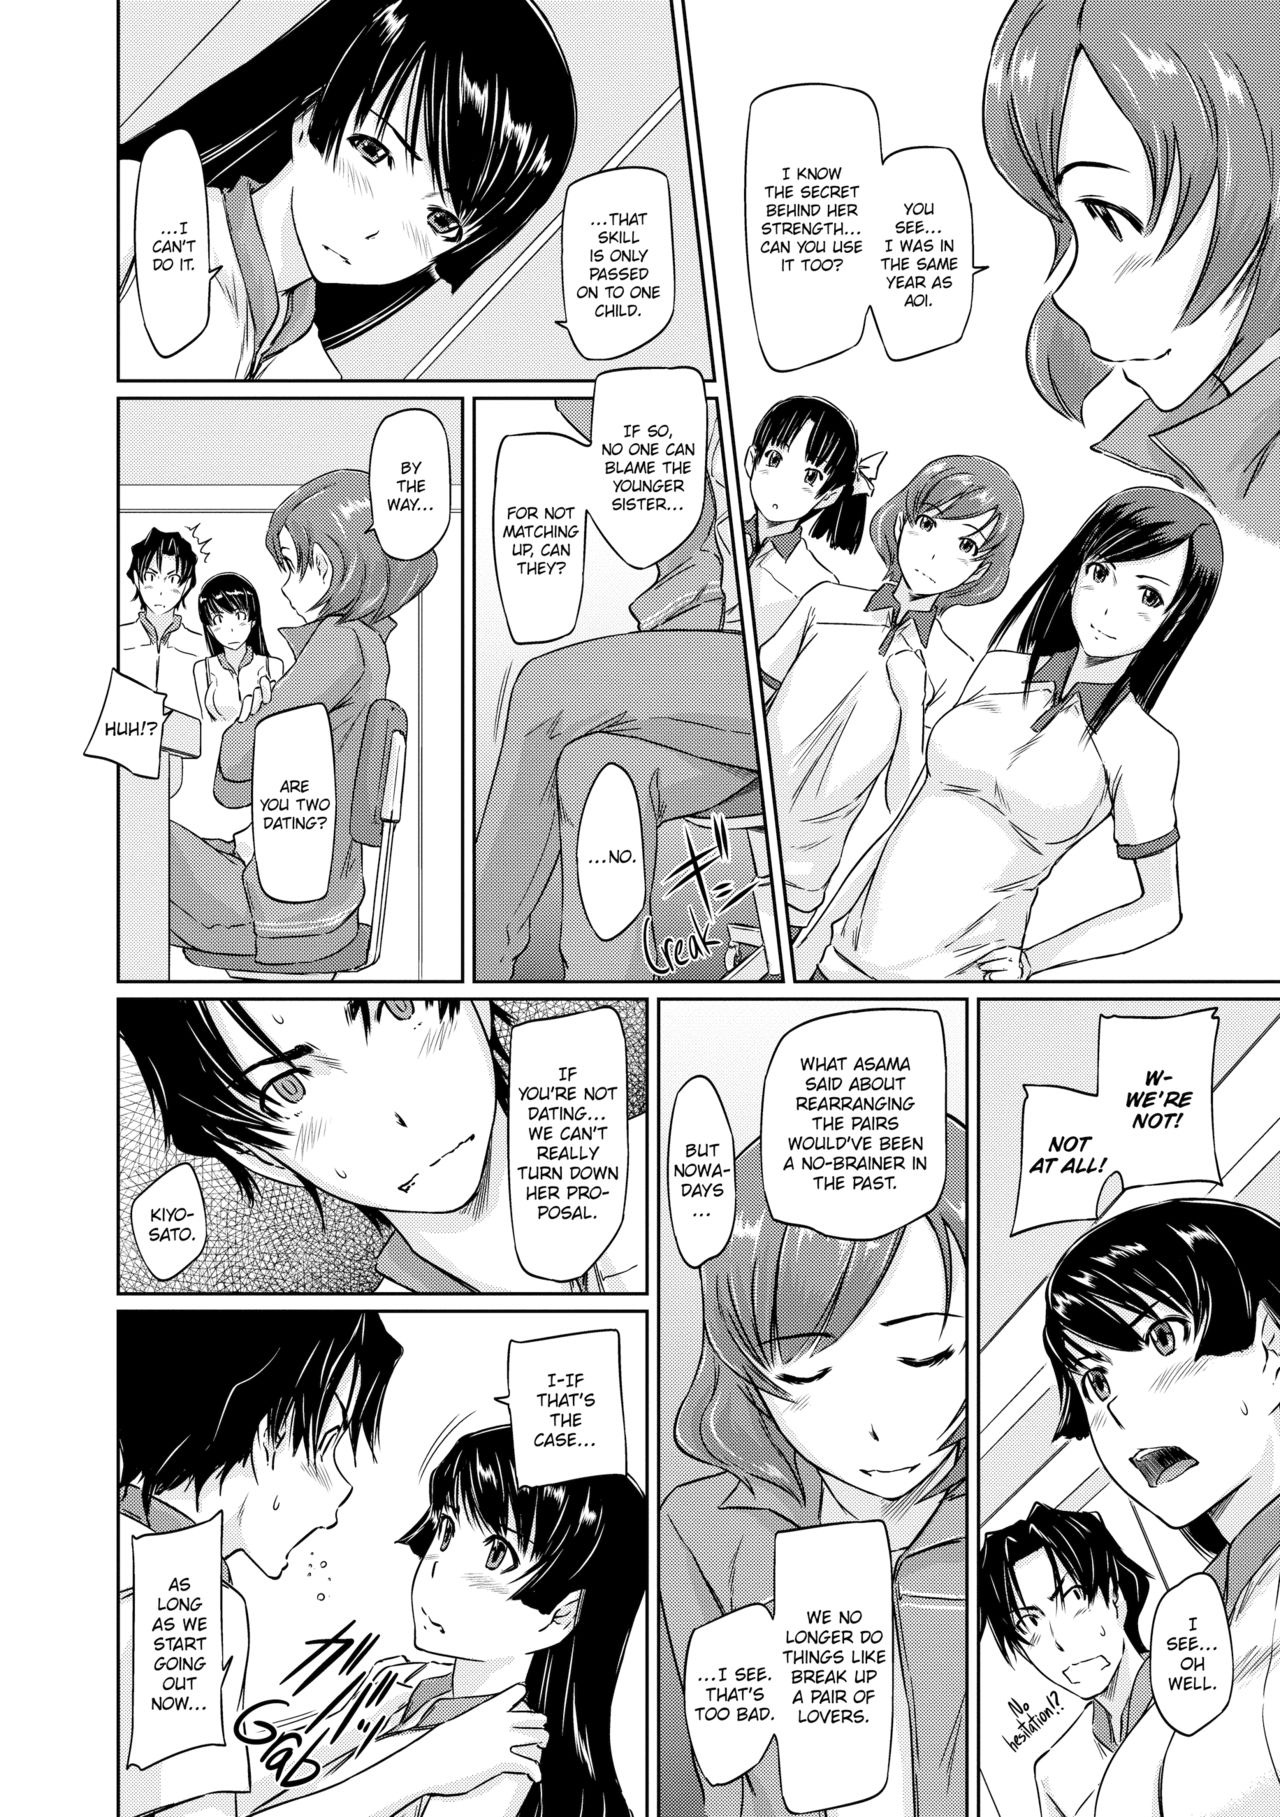 YOU
SEE...
I WAS IN
THE SAME
YEAR AS
AOI.
I KNOW
THE SECRET
BEHIND HER
STRENGTH...
CAN YOU USE
IT TOO?
...THAT
SKILL
IS ONLY
PASSED
ON TO ONE
CHILD.
...I
CAN'T
DO IT.
IF SO,
NO ONE CAN
BLAME THE
YOUNGER
SISTER...
FOR NOT
MATCHING
UP, CAN
THEY?
...NO.
ギシ
Creak
BY
THE
WAY...
ARE
YOU TWO
DATING?
HUH!?
W-
WE'RE
NOT!
NOT
AT ALL!
I
SEE...
OH
WELL.
No
hesitation!?
WHAT ASAMA
SAID ABOUT
REARRANGING
THE PAIRS
WOULD'VE BEEN
A NO-BRAINER IN
THE PAST.
BUT
NOWA-
DAYS
...
WE NO
LONGER DO
THINGS LIKE
BREAK UP
A PAIR OF
LOVERS.
...I SEE.
THAT'S
TOO BAD.
IF
YOU'RE NOT
DATING...
WE CAN'T
REALLY
TURN DOWN
HER PRO-
POSAL.
KIYO-
SATO.
I-IF
THAT'S
THE
CASE...
AS
LONG
AS WE
START
GOING
OUT
NOW...
ガバッ
Grab